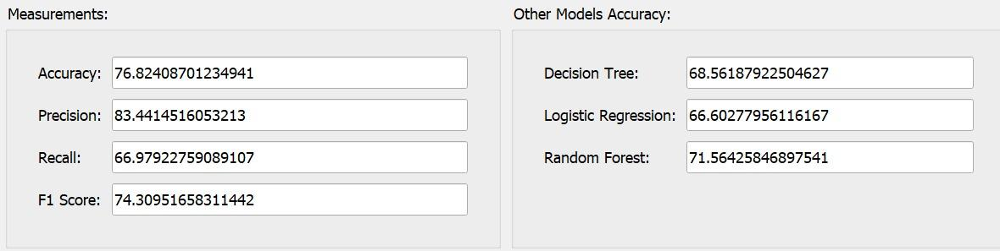 Measurements:
Accuracy: 76.82408701234941
Precision: 83.4414516053213
Recall: 66.97922759089107
F1 Score: 74.30951658311442
Other Models Accuracy:
Decision Tree: 68.56187922504627
Logistic Regression: 66.60277956116167
Random Forest: 71.56425846897541